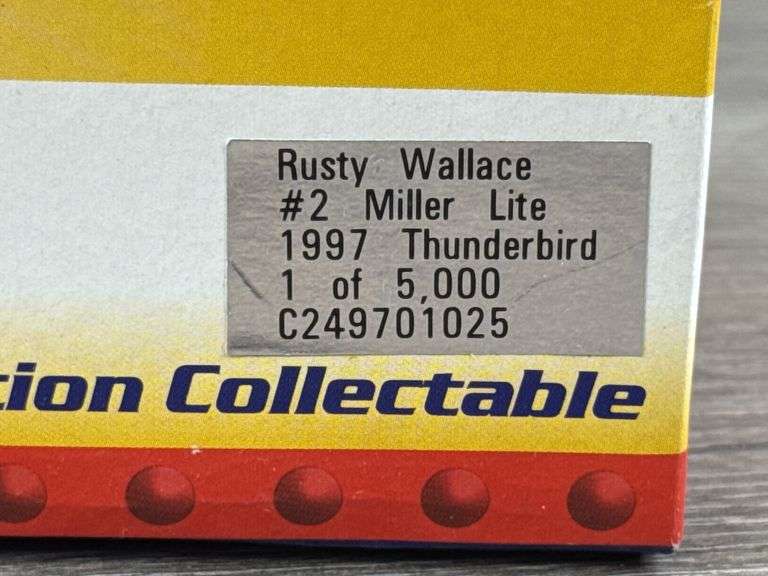 Rusty Wallace
#2 Miller Lite
1997 Thunderbird
1 of 5,000
C249701025
tion Collectable